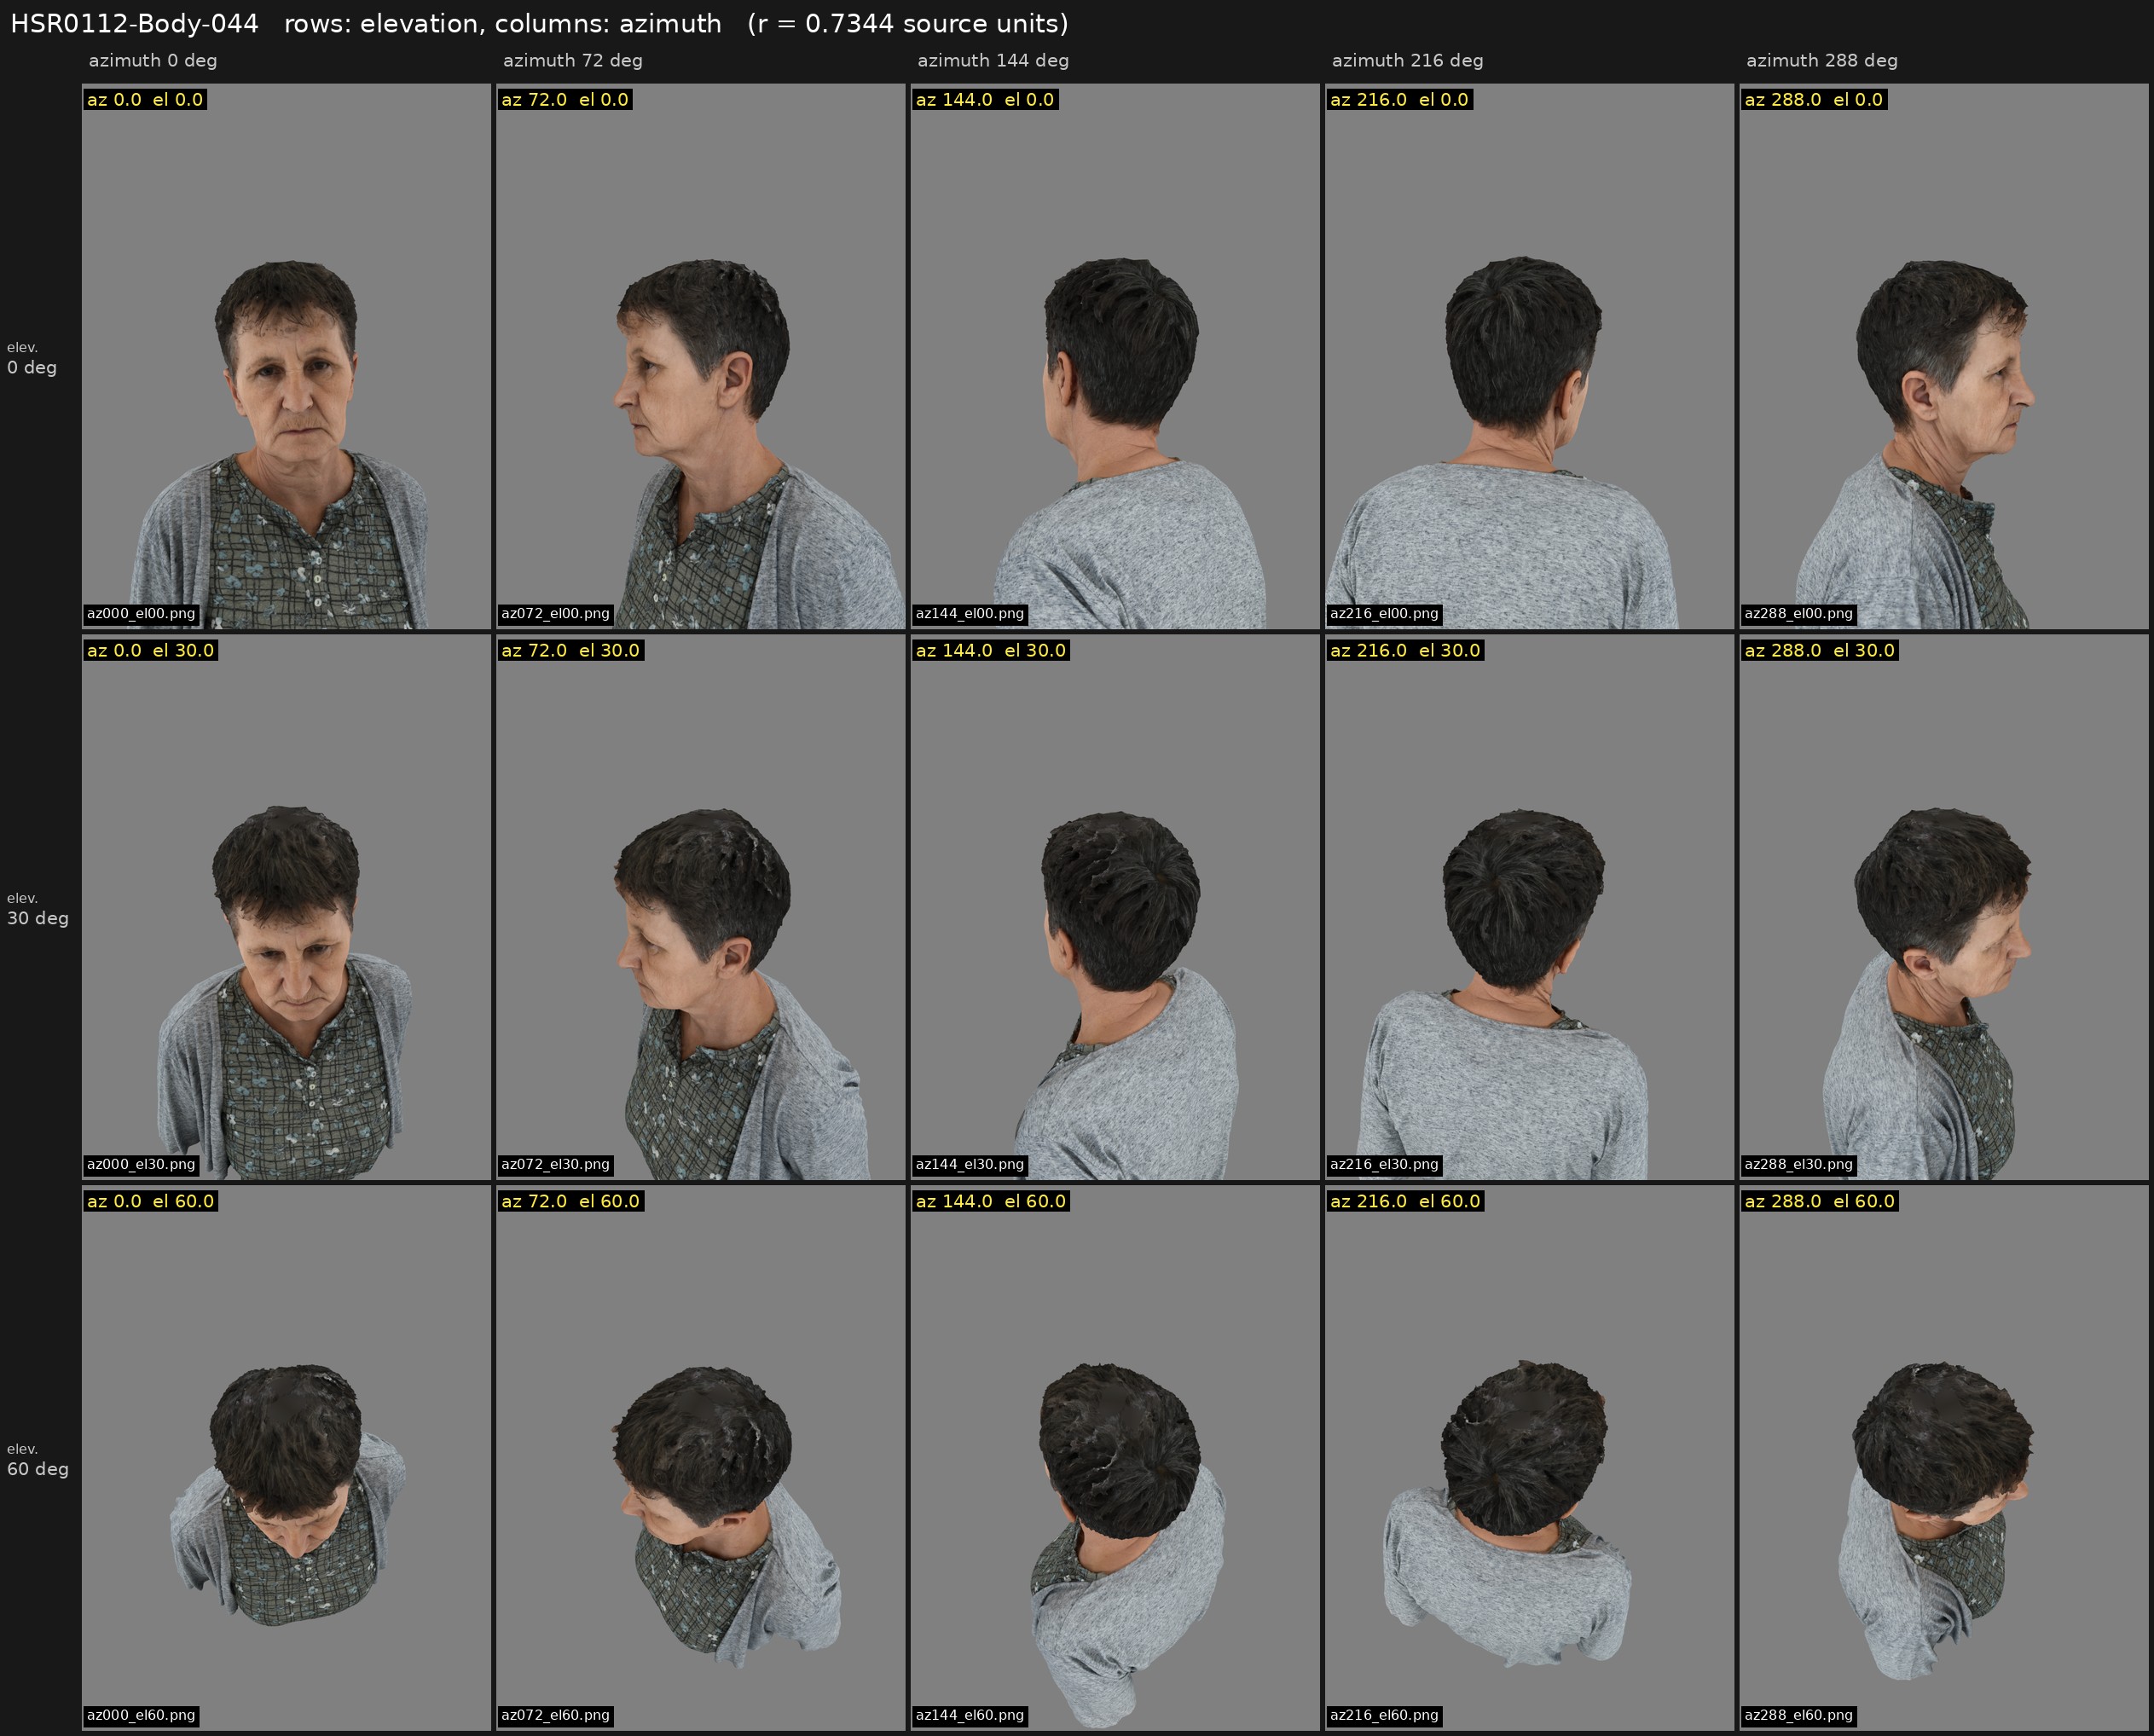 HSR0112-Body-044   rows: elevation, columns: azimuth   (r = 0.7344 source units)
azimuth 0 deg
azimuth 72 deg
azimuth 144 deg
azimuth 216 deg
azimuth 288 deg
elev.
0 deg
az 0.0  el 0.0
az000_el00.png
az 72.0  el 0.0
az072_el00.png
az 144.0  el 0.0
az144_el00.png
az 216.0  el 0.0
az216_el00.png
az 288.0  el 0.0
az288_el00.png
elev.
30 deg
az 0.0  el 30.0
az000_el30.png
az 72.0  el 30.0
az072_el30.png
az 144.0  el 30.0
az144_el30.png
az 216.0  el 30.0
az216_el30.png
az 288.0  el 30.0
az288_el30.png
elev.
60 deg
az 0.0  el 60.0
az000_el60.png
az 72.0  el 60.0
az072_el60.png
az 144.0  el 60.0
az144_el60.png
az 216.0  el 60.0
az216_el60.png
az 288.0  el 60.0
az288_el60.png